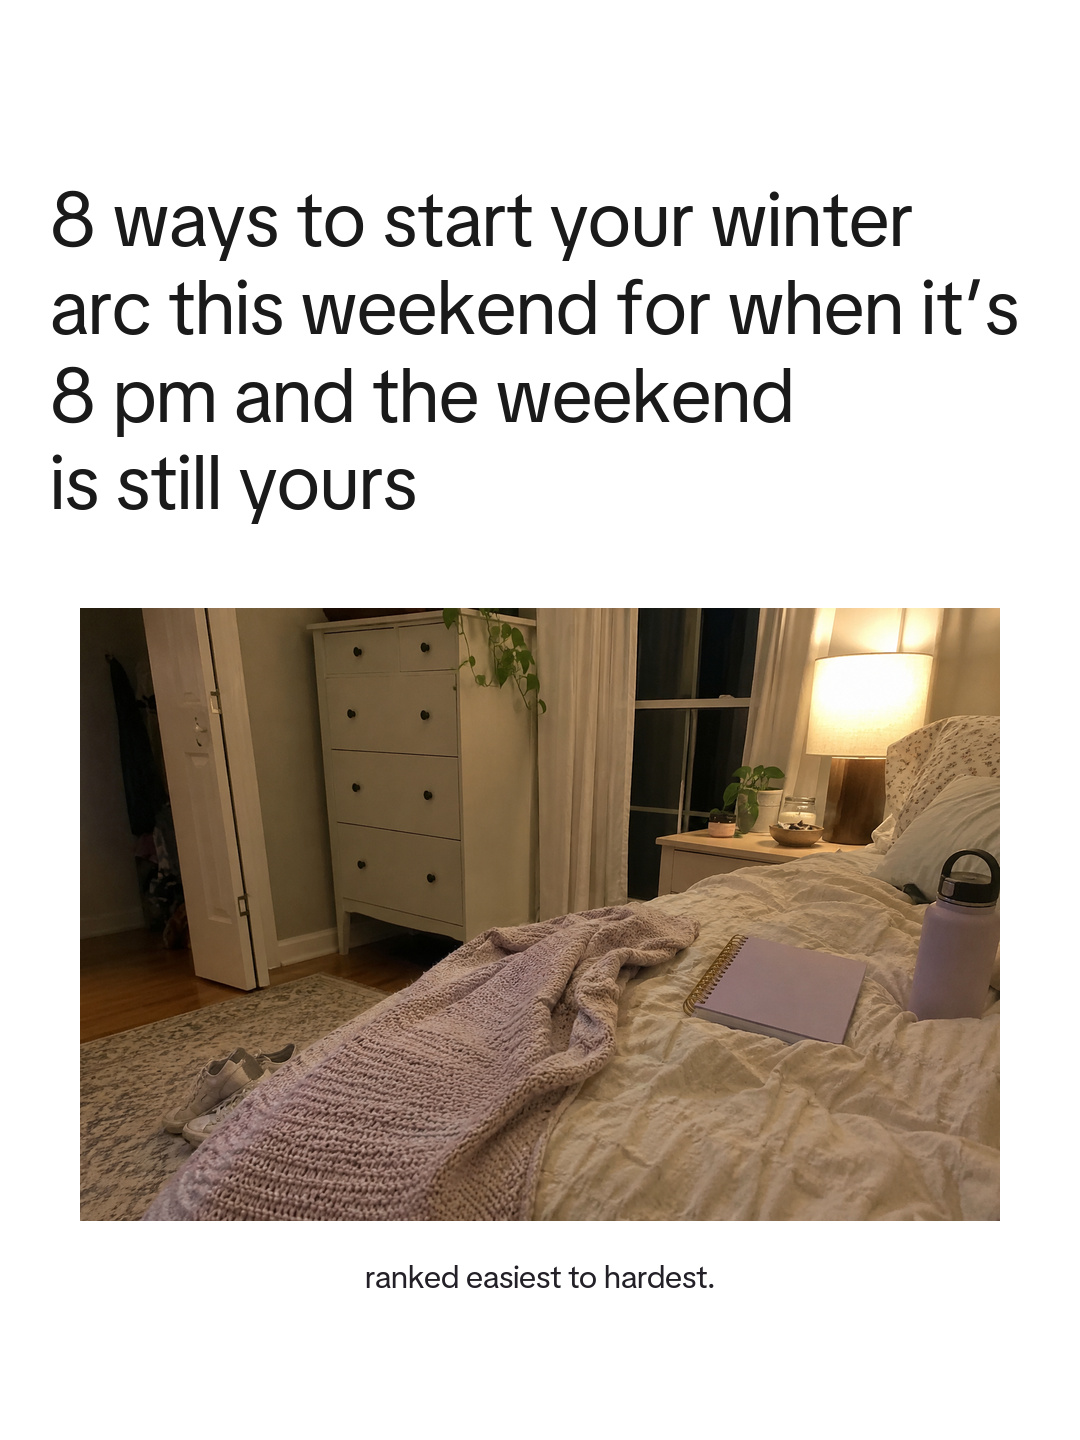 8 ways to start your winter
arc this weekend for when it’s
8 pm and the weekend
is still yours
ranked easiest to hardest.